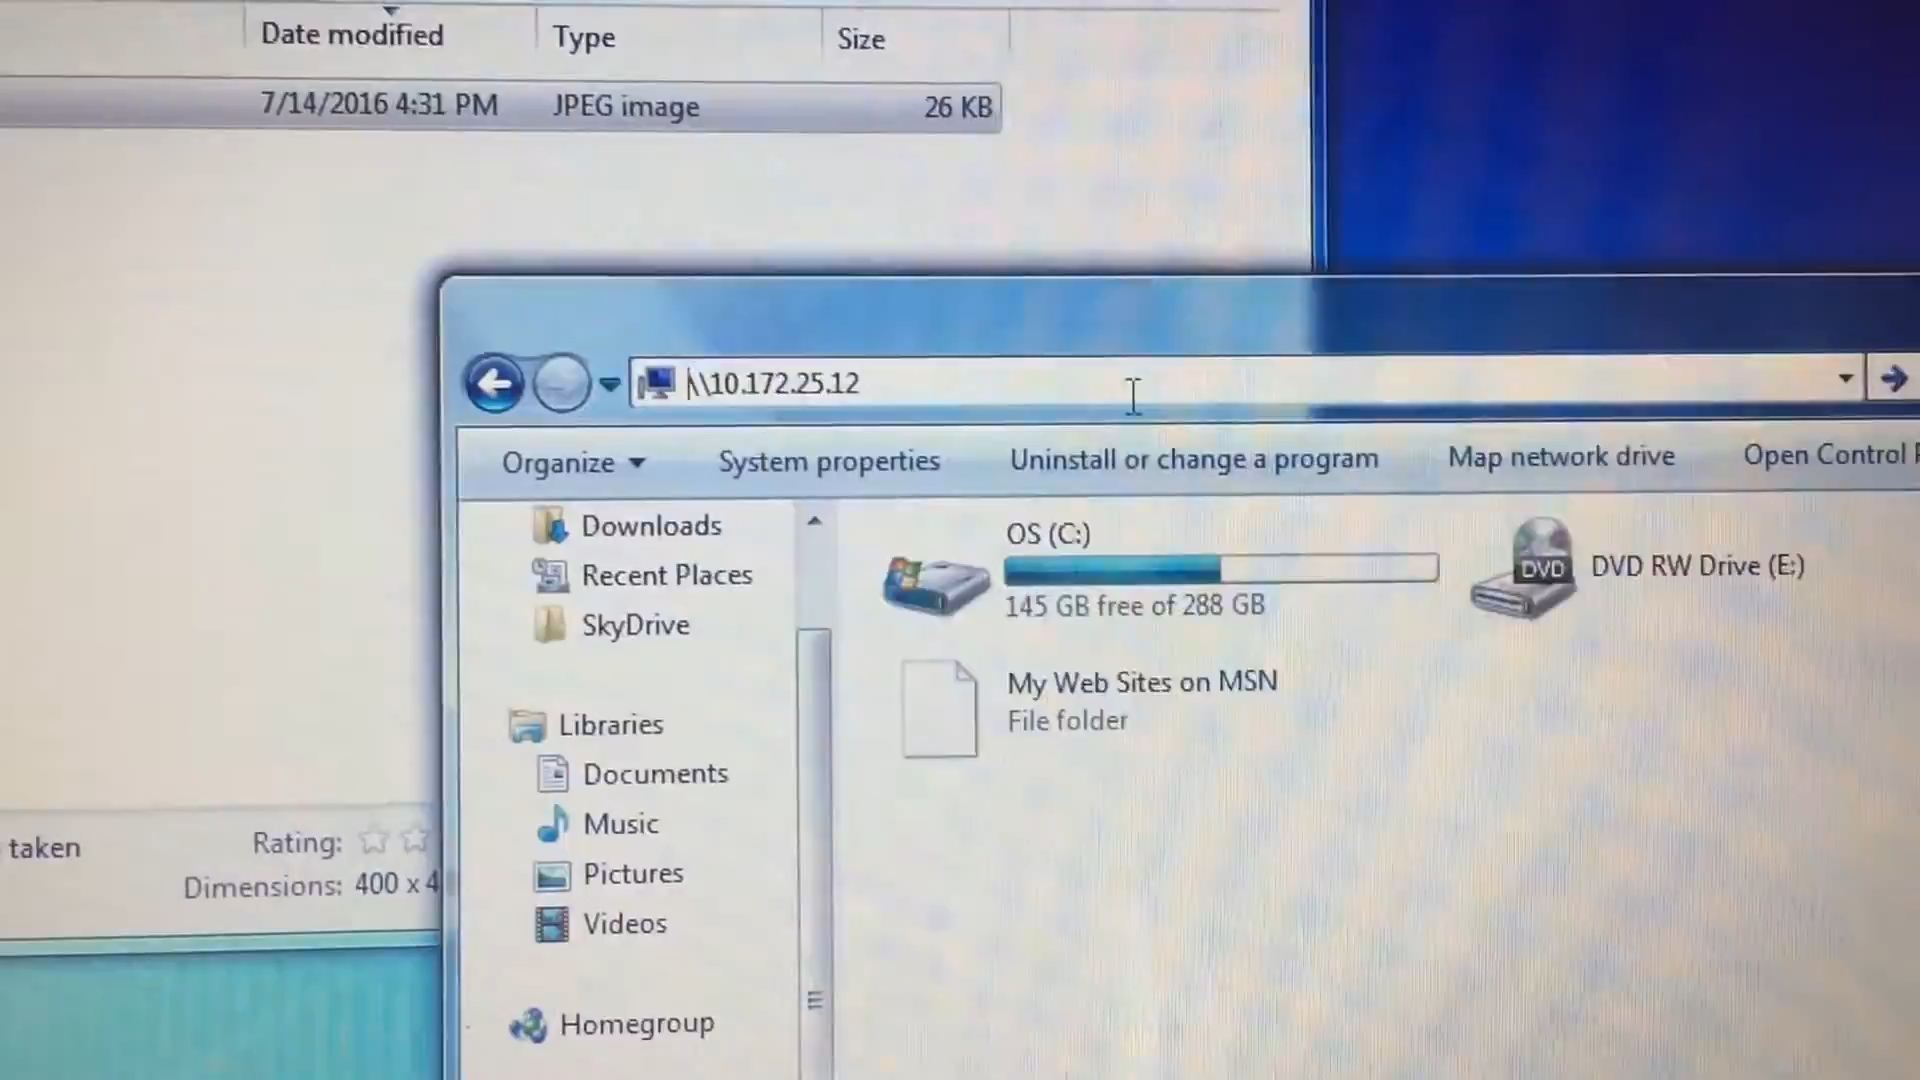 Date modified
Type
Size
7/14/2016 4:31 PM
JPEG image
26 KB
\\10.172.25.12
Organize
System properties
Uninstall or change a program
Map network drive
Open Control
Downloads
Recent Places
SkyDrive
Libraries
Documents
Music
Pictures
Videos
Homegroup
OS (C:)
145 GB free of 288 GB
DVD
DVD RW Drive (E:)
My Web Sites on MSN
File folder
taken
Rating:
Dimensions: 400 x 4